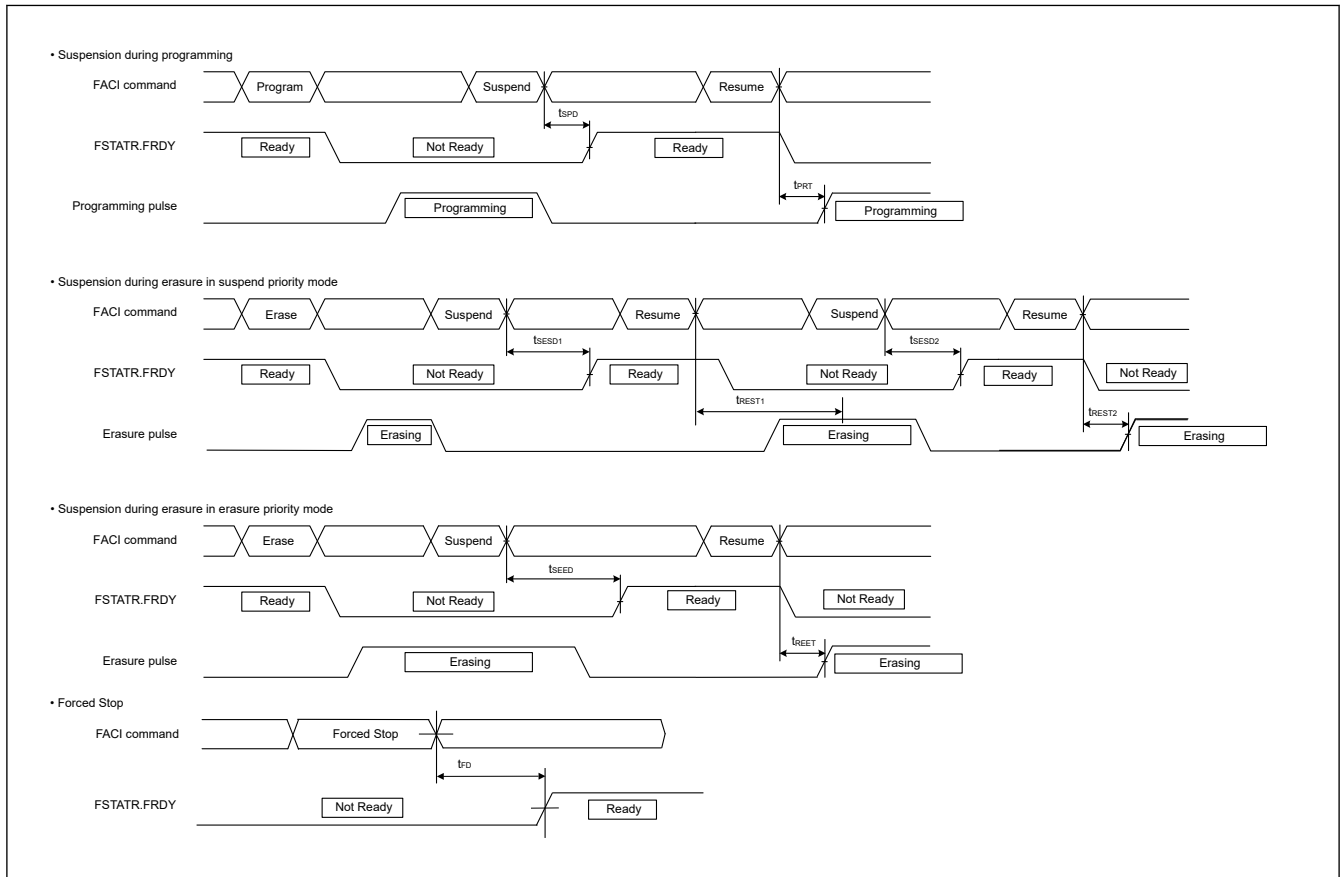 • Suspension during programming
FACI command Program Suspend Resume
tSPD
FSTATR.FRDY Ready Not Ready Ready
tPRT
Programming pulse Programming Programming
• Suspension during erasure in suspend priority mode
FACI command Erase Suspend Resume Suspend Resume
tSESD1 tSESD2
FSTATR.FRDY Ready Not Ready Ready Not Ready Ready Not Ready
tREST1 tREST2
Erasure pulse Erasing Erasing Erasing
• Suspension during erasure in erasure priority mode
FACI command Erase Suspend Resume
tSEED
FSTATR.FRDY Ready Not Ready Ready Not Ready
tREET
Erasure pulse Erasing Erasing
• Forced Stop
FACI command Forced Stop
tFD
FSTATR.FRDY Not Ready Ready